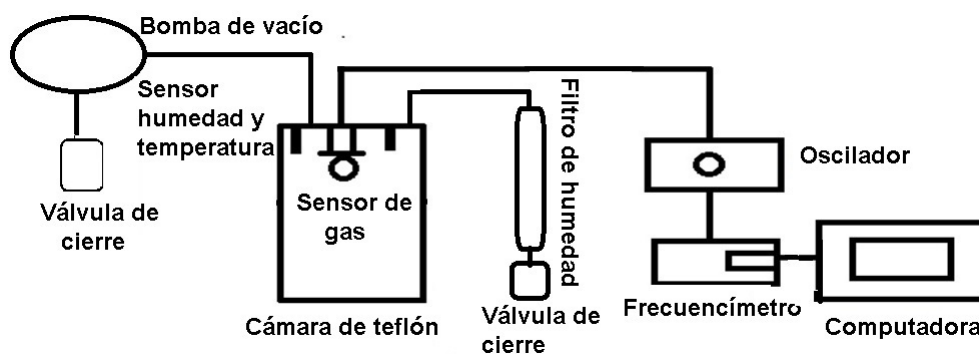 Bomba de vacío
Sensor
humedad y
temperatura
Válvula de
cierre
Sensor de
gas
Cámara de teflón
Filtro de humedad
Válvula de
cierre
Oscilador
Frecuencímetro
Computadora